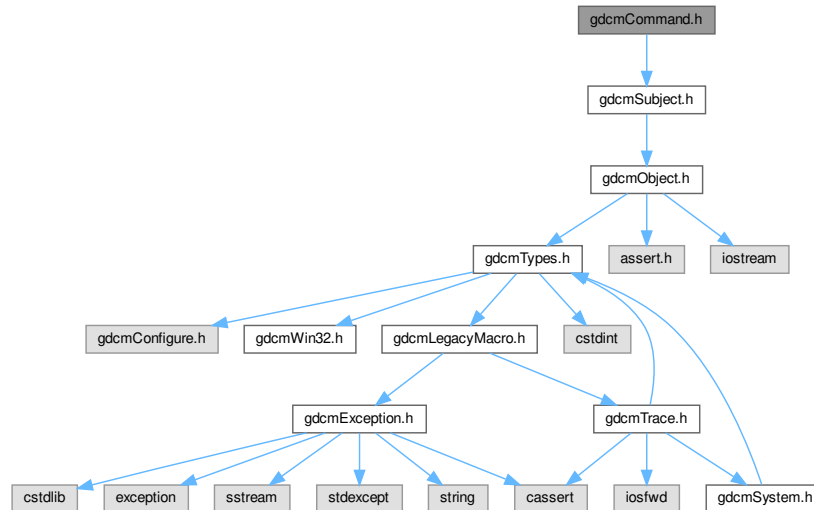 gdcmCommand.h
gdcmSubject.h
gdcmObject.h
gdcmTypes.h
assert.h
iostream
gdcmConfigure.h
gdcmWin32.h
gdcmLegacyMacro.h
cstdint
gdcmException.h
gdcmTrace.h
cstdlib
exception
sstream
stdexcept
string
cassert
iosfwd
gdcmSystem.h